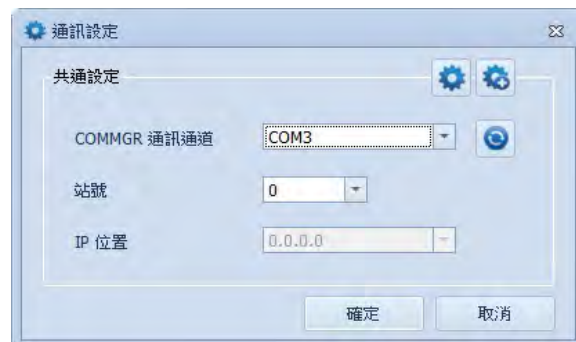 通訊設定
共通設定
COMMGR 通訊通道 COM3
站號 0
IP 位置 0.0.0.0
確定 取消